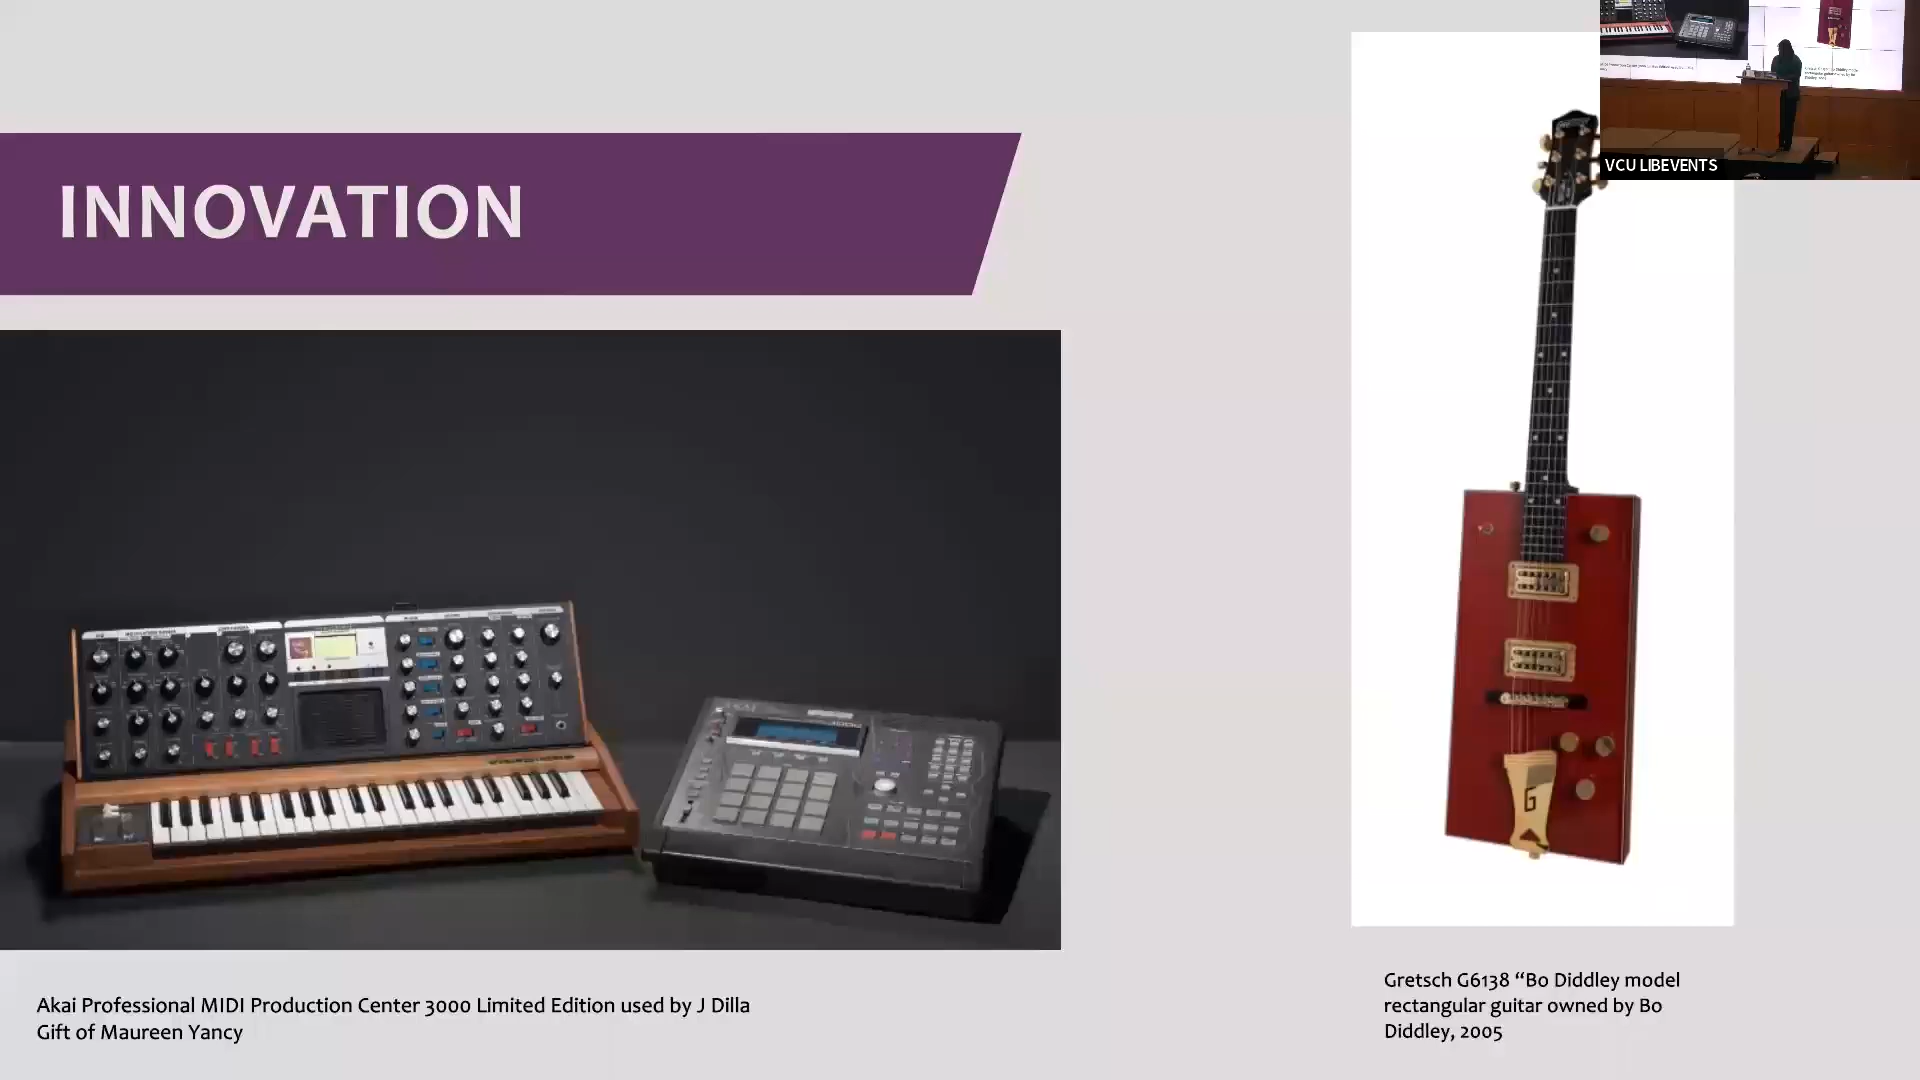 INNOVATION
VCU LIBEVENTS
G
Akai Professional MIDI Production Center 3000 Limited Edition used by J Dilla
Gift of Maureen Yancy
Gretsch G6138 “Bo Diddley model
rectangular guitar owned by Bo
Diddley, 2005